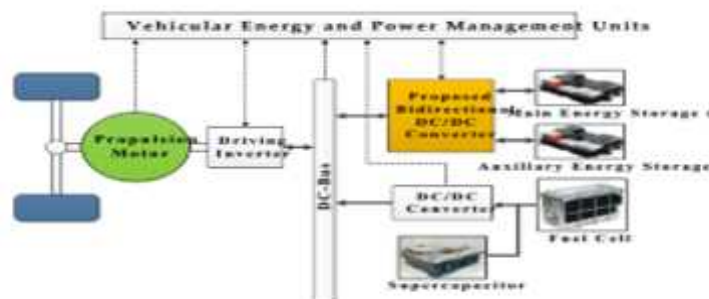 Vehicular Energy and Power Management Units
Proposed
Bidirectional
DC/DC
Converter
Main Energy Storage
Propulsion
Motor
Driving
Inverter
DC-Bus
Auxiliary Energy Storage
DC/DC
Converter
Fuel Cell
Supercapacitor